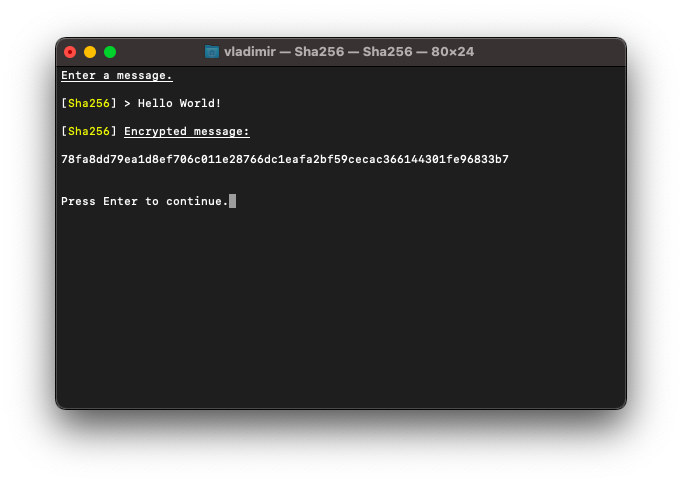 vladimir — Sha256 — Sha256 — 80×24
Enter a message.
[Sha256] > Hello World!
[Sha256] Encrypted message:
78fa8dd79ea1d8ef706c011e28766dc1eafa2bf59cecac366144301fe96833b7
Press Enter to continue.